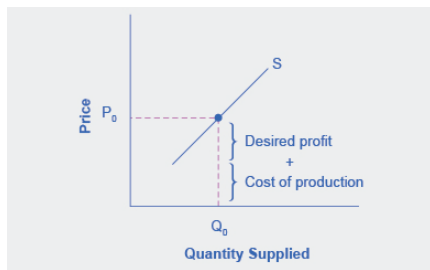 S
Price
P₀
Desired profit
+
Cost of production
Q₀
Quantity Supplied